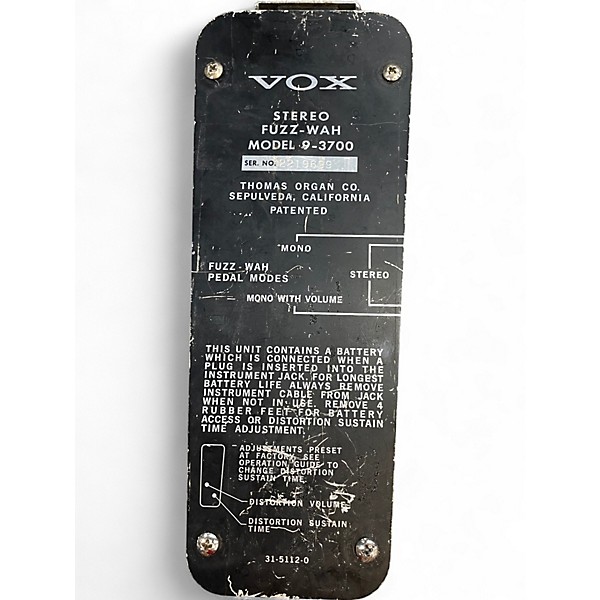 VOX
STEREO
FUZZ-WAH
MODEL 9-3700
SER. NO.
THOMAS ORGAN CO.
SEPULVEDA, CALIFORNIA
PATENTED
MONO
FUZZ-WAH
PEDAL MODES
STEREO
MONO WITH VOLUME
THIS UNIT CONTAINS A BATTERY
WHICH IS CONNECTED WHEN A
PLUG IS INSERTED INTO THE
INSTRUMENT JACK. FOR LONGEST
BATTERY LIFE ALWAYS REMOVE
INSTRUMENT CABLE FROM JACK
WHEN NOT IN USE. REMOVE 4
RUBBER FEET FOR BATTERY
ACCESS OR DISTORTION SUSTAIN
TIME ADJUSTMENT.
ADJUSTMENTS PRESET
AT FACTORY. SEE
OPERATION GUIDE TO
CHANGE DISTORTION
SUSTAIN TIME.
DISTORTION VOLUME
DISTORTION SUSTAIN
TIME
31-5112-0